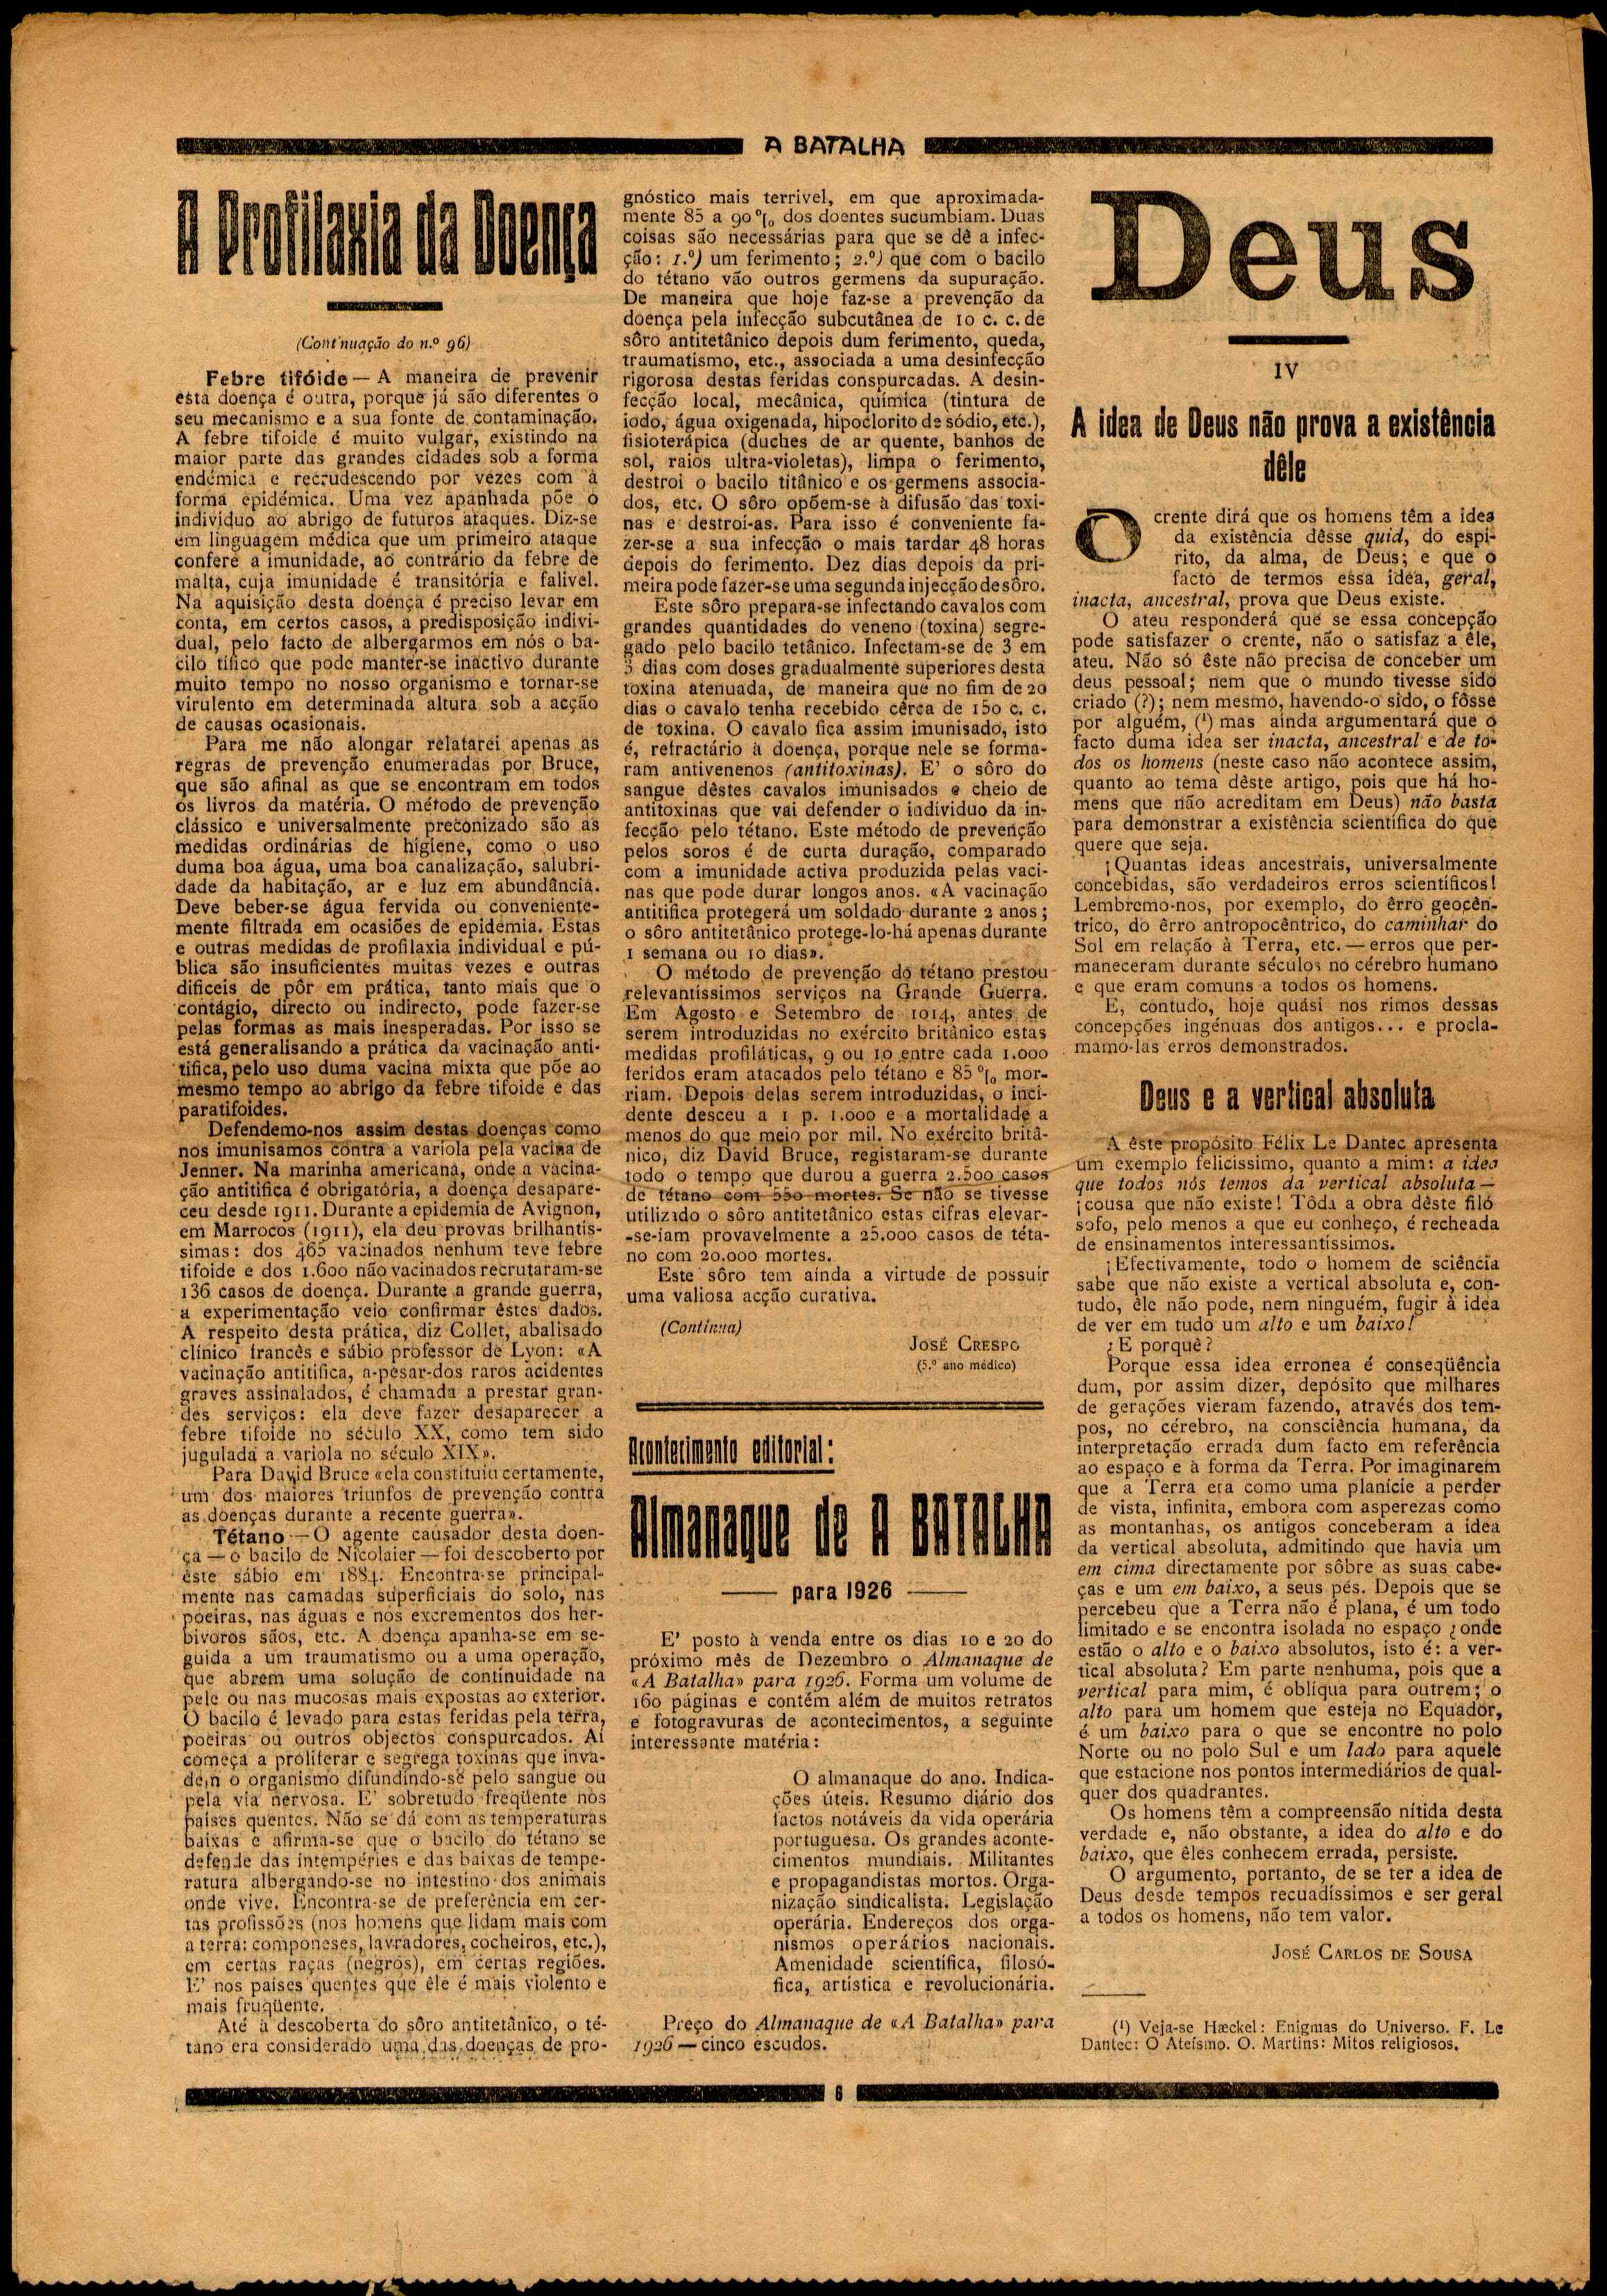 A BATALHA
A Profilaxia da Doença
(Cont'nuação do n.º 96)
Febre tifóide — A maneira de prevenir
esta doença é outra, porque já são diferentes o
seu mecanismo e a sua fonte de contaminação.
A febre tifoide é muito vulgar, existindo na
maior parte das grandes cidades sob a forma
endémica e recrudescendo por vezes com a
forma epidémica. Uma vez apanhada põe o
indivíduo ao abrigo de futuros ataques. Diz-se
em linguagem médica que um primeiro ataque
confere a imunidade, ao contrário da febre de
malta, cuja imunidade é transitória e falivel.
Na aquisição desta doença é preciso levar em
conta, em certos casos, a predisposição indivi-
dual, pelo facto de albergarmos em nós o ba-
cilo tífico que pode manter-se inactivo durante
muito tempo no nosso organismo e tornar-se
virulento em determinada altura sob a acção
de causas ocasionais.
Para me não alongar relatarei apenas as
regras de prevenção enumeradas por Bruce,
que são afinal as que se encontram em todos
os livros da matéria. O método de prevenção
clássico e universalmente preconizado são as
medidas ordinárias de higiene, como o uso
duma boa água, uma boa canalização, salubri-
dade da habitação, ar e luz em abundância.
Deve beber-se água fervida ou conveniente-
mente filtrada em ocasiões de epidémia. Estas
e outras medidas de profilaxia individual e pú-
blica são insuficientes muitas vezes e outras
dificeis de pôr em prática, tanto mais que o
contágio, directo ou indirecto, pode fazer-se
pelas formas as mais inesperadas. Por isso se
está generalisando a prática da vacinação anti-
tífica, pelo uso duma vacina mixta que põe ao
mesmo tempo ao abrigo da febre tifoide e das
paratifoides.
Defendemo-nos assim destas doenças como
nos imunisamos contra a varíola pela vacina de
Jenner. Na marinha americana, onde a vacina-
ção antitífica é obrigatória, a doença desapare-
ceu desde 1911. Durante a epidemia de Avignon,
em Marrocos (1911), ela deu provas brilhantís-
simas: dos 465 vacinados nenhum teve febre
tifoide e dos 1.600 não vacinados recrutaram-se
136 casos de doença. Durante a grande guerra,
a experimentação veio confirmar êstes dados.
A respeito desta prática, diz Collet, abalisado
clínico francês e sábio professor de Lyon: «A
vacinação antitífica, a-pesar-dos raros acidentes
graves assinalados, é chamada a prestar gran-
des serviços: ela deve fazer desaparecer a
febre tifoide no século XX, como tem sido
jugulada a varíola no século XIX».
Para David Bruce «ela constituiu certamente,
um dos maiores triunfos de prevenção contra
as doenças durante a recente guerra».
Tétano — O agente causador desta doen-
ça — o bacilo de Nicolaier — foi descoberto por
êste sábio em 1884. Encontra-se principal-
mente nas camadas superficiais do solo, nas
poeiras, nas águas e nos excrementos dos her-
bivoros sãos, etc. A doença apanha-se em se-
guida a um traumatismo ou a uma operação,
que abrem uma solução de continuidade na
pele ou nas mucosas mais expostas ao exterior.
O bacilo é levado para estas feridas pela terra,
poeiras ou outros objectos conspurcados. Aí
começa a proliferar e segrega toxinas que inva-
dem o organismo difundindo-se pelo sangue ou
pela via nervosa. E' sobretudo freqüente nos
países quentes. Não se dá com as temperaturas
baixas e afirma-se que o bacilo do tétano se
defende das intempéries e das baixas de tempe-
ratura albergando-se no intestino dos animais
onde vive. Encontra-se de preferência em cer-
tas profissões (nos homens que lidam mais com
a terra: componeses, lavradores, cocheiros, etc.),
em certas raças (negros), em certas regiões.
E' nos países quentes que êle é mais violento e
mais fruqüente.
Até à descoberta do sôro antitetânico, o té-
tano era considerado uma das doenças de pro-
gnóstico mais terrivel, em que aproximada-
mente 85 a 90 % dos doentes sucumbiam. Duas
coisas são necessárias para que se dê a infec-
ção: 1.º) um ferimento; 2.º) que com o bacilo
do tétano vão outros germens da supuração.
De maneira que hoje faz-se a prevenção da
doença pela infecção subcutânea de 10 c. c. de
sôro antitetânico depois dum ferimento, queda,
traumatismo, etc., associada a uma desinfecção
rigorosa destas feridas conspurcadas. A desin-
fecção local, mecânica, química (tintura de
iodo, água oxigenada, hipoclorito de sódio, etc.),
fisioterápica (duches de ar quente, banhos de
sol, raios ultra-violetas), limpa o ferimento,
destroi o bacilo titânico e os germens associa-
dos, etc. O sôro opõem-se à difusão das toxi-
nas e destroi-as. Para isso é conveniente fa-
zer-se a sua infecção o mais tardar 48 horas
depois do ferimento. Dez dias depois da pri-
meira pode fazer-se uma segunda injecção de sôro.
Este sôro prepara-se infectando cavalos com
grandes quantidades do veneno (toxina) segre-
gado pelo bacilo tetânico. Infectam-se de 3 em
3 dias com doses gradualmente superiores desta
toxina atenuada, de maneira que no fim de 20
dias o cavalo tenha recebido cêrca de 150 c. c.
de toxina. O cavalo fica assim imunisado, isto
é, refractário à doença, porque nele se forma-
ram antivenenos (antitoxinas). E' o sôro do
sangue dêstes cavalos imunisados e cheio de
antitoxinas que vai defender o individuo da in-
fecção pelo tétano. Este método de prevenção
pelos soros é de curta duração, comparado
com a imunidade activa produzida pelas vaci-
nas que pode durar longos anos. «A vacinação
antitífica protegerá um soldado durante 2 anos;
o sôro antitetânico protege-lo-há apenas durante
1 semana ou 10 dias».
O método de prevenção do tétano prestou
relevantíssimos serviços na Grande Guerra.
Em Agosto e Setembro de 1014, antes de
serem introduzidas no exército britânico estas
medidas profiláticas, 9 ou 10 entre cada 1.000
feridos eram atacados pelo tétano e 85 % mor-
riam. Depois delas serem introduzidas, o inci-
dente desceu a 1 p. 1.000 e a mortalidade a
menos do que meio por mil. No exército britâ-
nico, diz David Bruce, registaram-se durante
todo o tempo que durou a guerra 2.500 casos
de tétano com 550 mortes. Se não se tivesse
utilizado o sôro antitetânico estas cifras elevar-
-se-íam provavelmente a 25.000 casos de téta-
no com 20.000 mortes.
Este sôro tem ainda a virtude de possuir
uma valiosa acção curativa.
(Continua)
JOSÉ CRESPO
(5.º ano médico)
Acontecimento editorial:
Almanaque de A BATALHA
para 1926
E' posto à venda entre os dias 10 e 20 do
próximo mês de Dezembro o Almanaque de
«A Batalha» para 1926. Forma um volume de
160 páginas e contém além de muitos retratos
e fotogravuras de acontecimentos, a seguinte
interessante matéria:
O almanaque do ano. Indica-
ções úteis. Resumo diário dos
factos notáveis da vida operária
portuguesa. Os grandes aconte-
cimentos mundiais. Militantes
e propagandistas mortos. Orga-
nização sindicalista. Legislação
operária. Endereços dos orga-
nismos operários nacionais.
Amenidade scientífica, filosó-
fica, artística e revolucionária.
Preço do Almanaque de «A Batalha» para
1926 — cinco escudos.
Deus
IV
A idea de Deus não prova a existência
dêle
O crente dirá que os homens têm a idea
da existência dêsse quid, do espí-
rito, da alma, de Deus; e que o
facto de termos essa idea, geral,
inacta, ancestral, prova que Deus existe.
O ateu responderá que se essa concepção
pode satisfazer o crente, não o satisfaz a êle,
ateu. Não só êste não precisa de conceber um
deus pessoal; nem que o mundo tivesse sido
criado (?); nem mesmo, havendo-o sido, o fôsse
por alguém, (¹) mas ainda argumentará que o
facto duma idea ser inacta, ancestral e de to-
dos os homens (neste caso não acontece assim,
quanto ao tema dêste artigo, pois que há ho-
mens que não acreditam em Deus) não basta
para demonstrar a existência scientífica do que
quere que seja.
¡Quantas ideas ancestrais, universalmente
concebidas, são verdadeiros erros scientíficos!
Lembremo-nos, por exemplo, do êrro geocên-
trico, do êrro antropocêntrico, do caminhar do
Sol em relação à Terra, etc. — erros que per-
maneceram durante séculos no cérebro humano
e que eram comuns a todos os homens.
E, contudo, hoje quási nos rimos dessas
concepções ingénuas dos antigos... e procla-
mamo-las erros demonstrados.
Deus e a vertical absoluta
A êste propósito Félix Le Dantec apresenta
um exemplo felicissimo, quanto a mim: a idea
que todos nós temos da vertical absoluta —
¡cousa que não existe! Tôda a obra dêste filó
sofo, pelo menos a que eu conheço, é recheada
de ensinamentos interessantíssimos.
¡Efectivamente, todo o homem de sciência
sabe que não existe a vertical absoluta e, con-
tudo, êle não pode, nem ninguém, fugir à idea
de ver em tudo um alto e um baixo!
¿E porquê?
Porque essa idea erronea é conseqüência
dum, por assim dizer, depósito que milhares
de gerações vieram fazendo, através dos tem-
pos, no cérebro, na consciência humana, da
interpretação errada dum facto em referência
ao espaço e à forma da Terra. Por imaginarem
que a Terra era como uma planície a perder
de vista, infinita, embora com asperezas como
as montanhas, os antigos conceberam a idea
da vertical absoluta, admitindo que havia um
em cima directamente por sôbre as suas cabe-
ças e um em baixo, a seus pés. Depois que se
percebeu que a Terra não é plana, é um todo
limitado e se encontra isolada no espaço ¿onde
estão o alto e o baixo absolutos, isto é: a ver-
tical absoluta? Em parte nenhuma, pois que a
vertical para mim, é oblíqua para outrem; o
alto para um homem que esteja no Equador,
é um baixo para o que se encontre no polo
Norte ou no polo Sul e um lado para aquele
que estacione nos pontos intermediários de qual-
quer dos quadrantes.
Os homens têm a compreensão nítida desta
verdade e, não obstante, a idea do alto e do
baixo, que êles conhecem errada, persiste.
O argumento, portanto, de se ter a idea de
Deus desde tempos recuadíssimos e ser geral
a todos os homens, não tem valor.
JOSÉ CARLOS DE SOUSA
(¹) Veja-se Hæckel: Enigmas do Universo. F. Le
Dantec: O Ateísmo. O. Martins: Mitos religiosos.
6